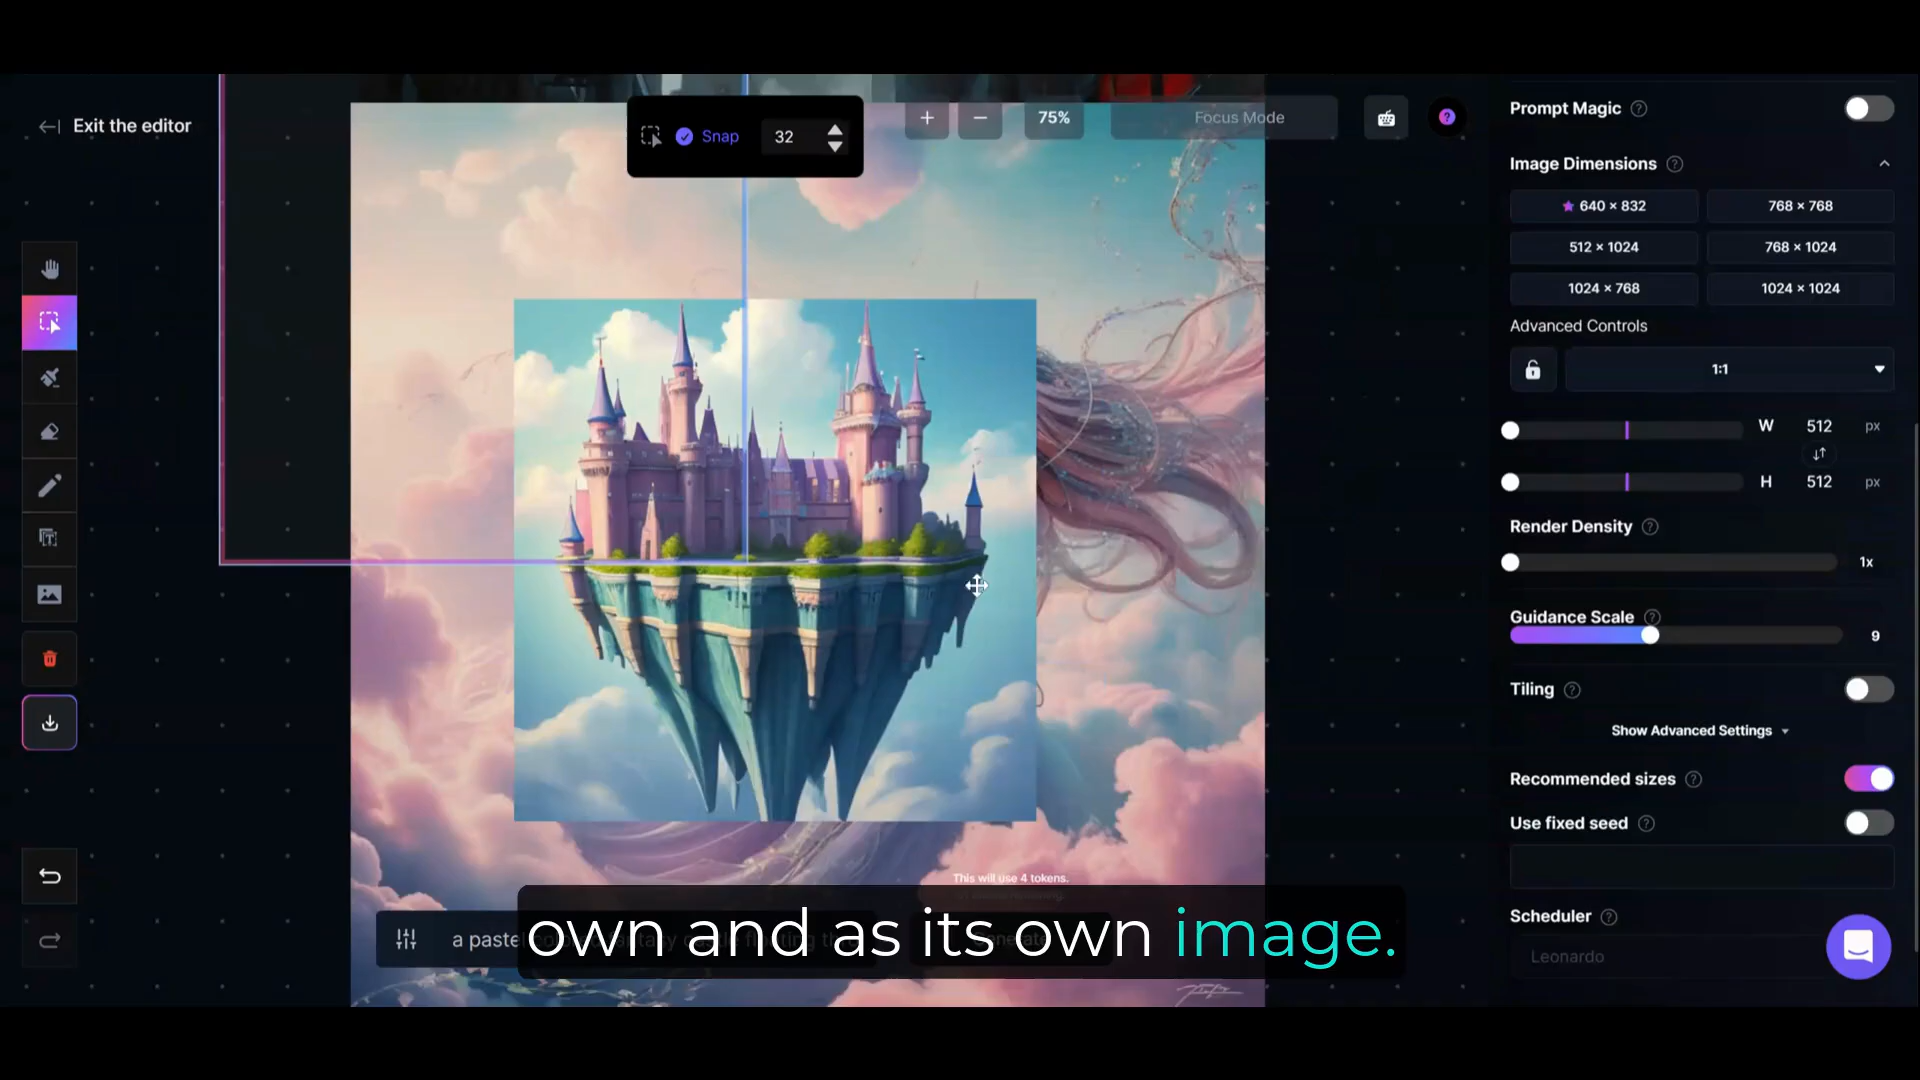 Exit the editor
Snap
32
75%
Focus Mode
?
Prompt Magic ?
Image Dimensions ?
640 × 832
768 × 768
512 × 1024
768 × 1024
1024 × 768
1024 × 1024
Advanced Controls
1:1
W 512 px
H 512 px
Render Density ?
1x
Guidance Scale ?
9
Tiling ?
Show Advanced Settings
Recommended sizes ?
Use fixed seed ?
Scheduler ?
Leonardo
This will use 4 tokens.
a paste
own and as its own image.